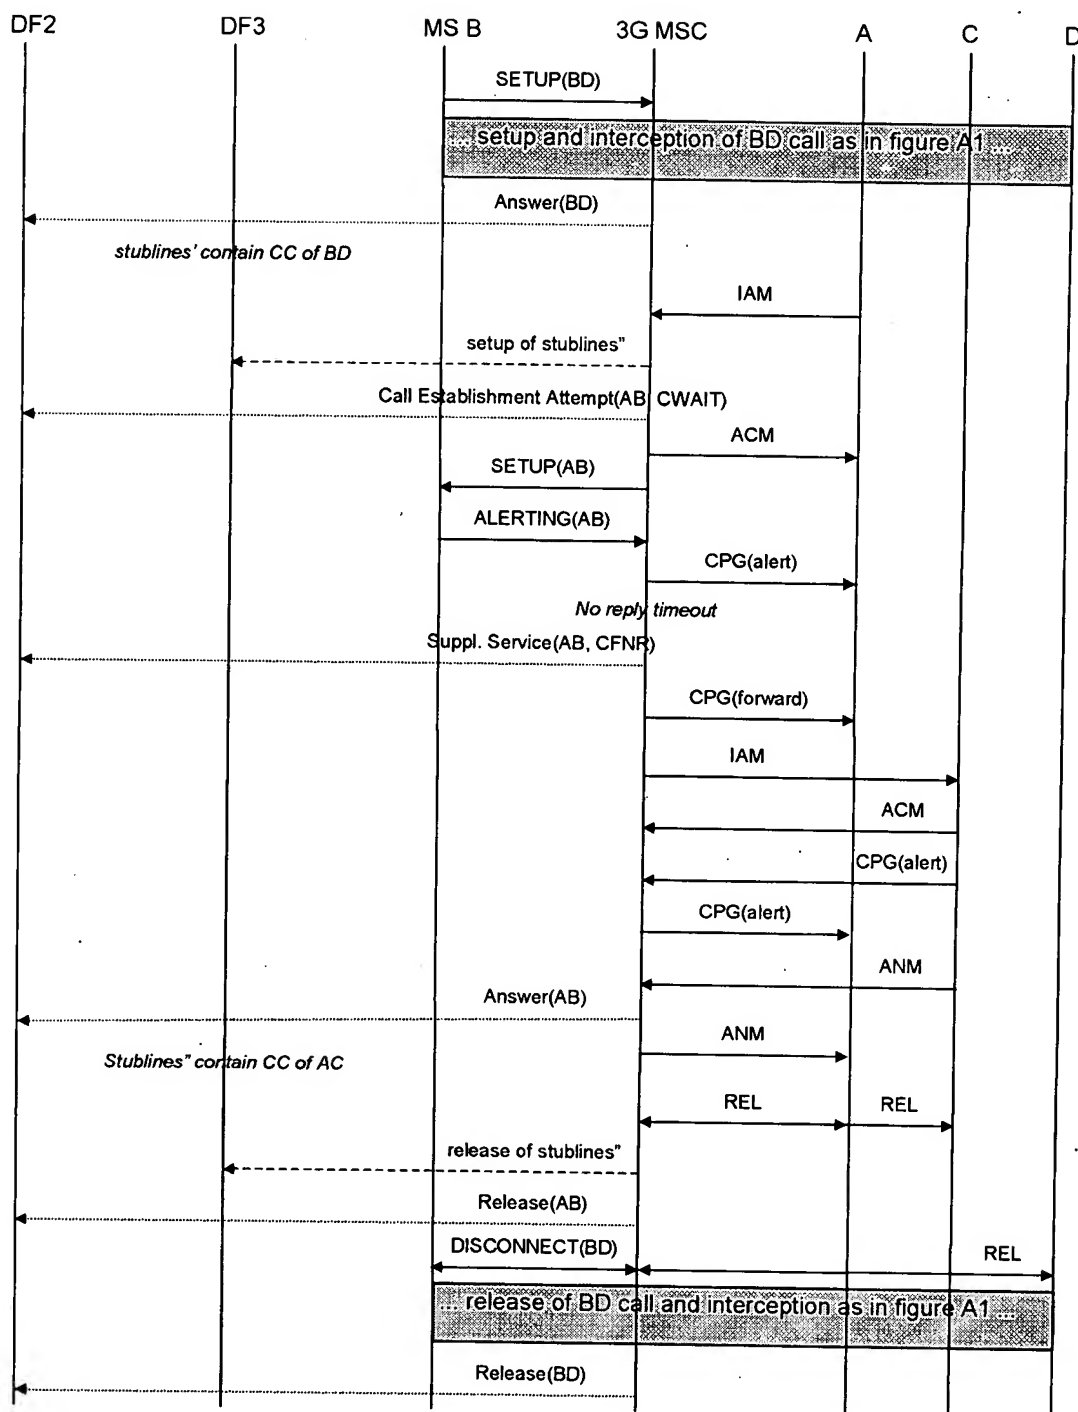 DF2 DF3 MS B 3G MSC A C D
SETUP(BD)
... setup and interception of BD call as in figure A1 ...
Answer(BD)
stublines' contain CC of BD
IAM
setup of stublines"
Call Establishment Attempt(AB, CWAIT)
ACM
SETUP(AB)
ALERTING(AB)
CPG(alert)
No reply timeout
Suppl. Service(AB, CFNR)
CPG(forward)
IAM
ACM
CPG(alert)
CPG(alert)
ANM
Answer(AB)
ANM
Stublines" contain CC of AC
REL REL
release of stublines"
Release(AB)
DISCONNECT(BD) REL
... release of BD call and interception as in figure A1 ...
Release(BD)